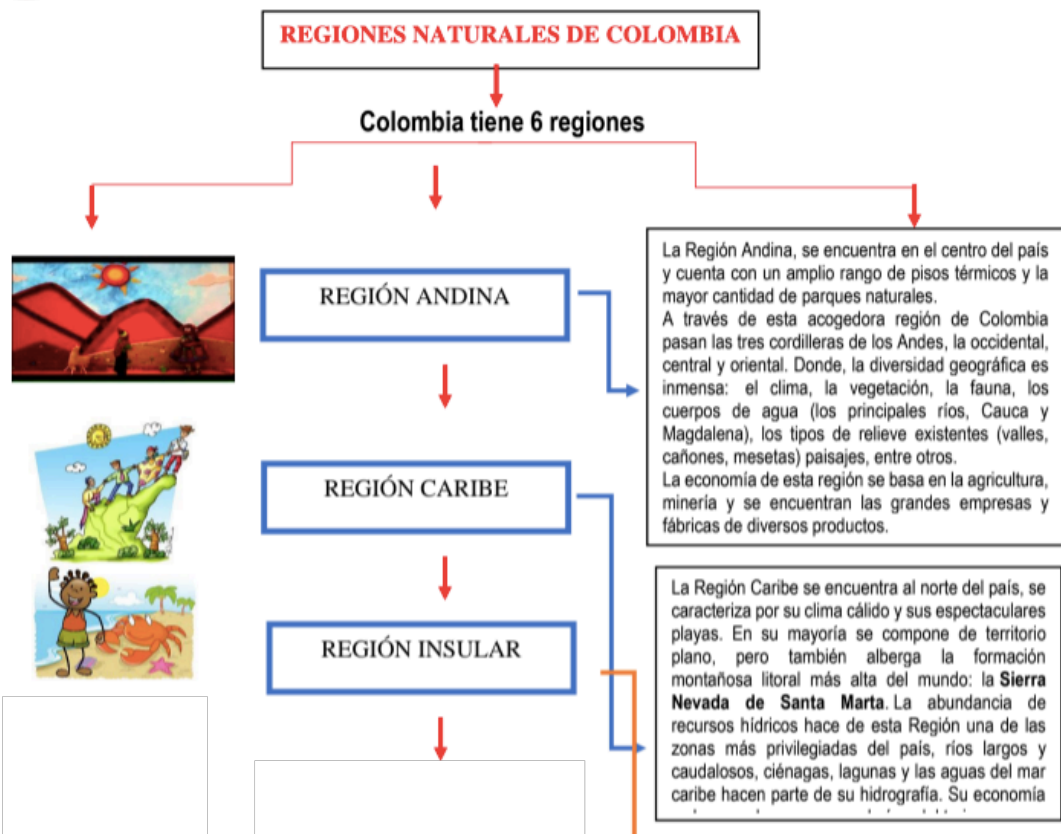 REGIONES NATURALES DE COLOMBIA
Colombia tiene 6 regiones
REGIÓN ANDINA
La Región Andina, se encuentra en el centro del país
y cuenta con un amplio rango de pisos térmicos y la
mayor cantidad de parques naturales.
A través de esta acogedora región de Colombia
pasan las tres cordilleras de los Andes, la occidental,
central y oriental. Donde, la diversidad geográfica es
inmensa: el clima, la vegetación, la fauna, los
cuerpos de agua (los principales ríos, Cauca y
Magdalena), los tipos de relieve existentes (valles,
cañones, mesetas) paisajes, entre otros.
La economía de esta región se basa en la agricultura,
minería y se encuentran las grandes empresas y
fábricas de diversos productos.
REGIÓN CARIBE
La Región Caribe se encuentra al norte del país, se
caracteriza por su clima cálido y sus espectaculares
playas. En su mayoría se compone de territorio
plano, pero también alberga la formación
montañosa litoral más alta del mundo: la Sierra
Nevada de Santa Marta. La abundancia de
recursos hídricos hace de esta Región una de las
zonas más privilegiadas del país, ríos largos y
caudalosos, ciénagas, lagunas y las aguas del mar
caribe hacen parte de su hidrografía. Su economía
REGIÓN INSULAR